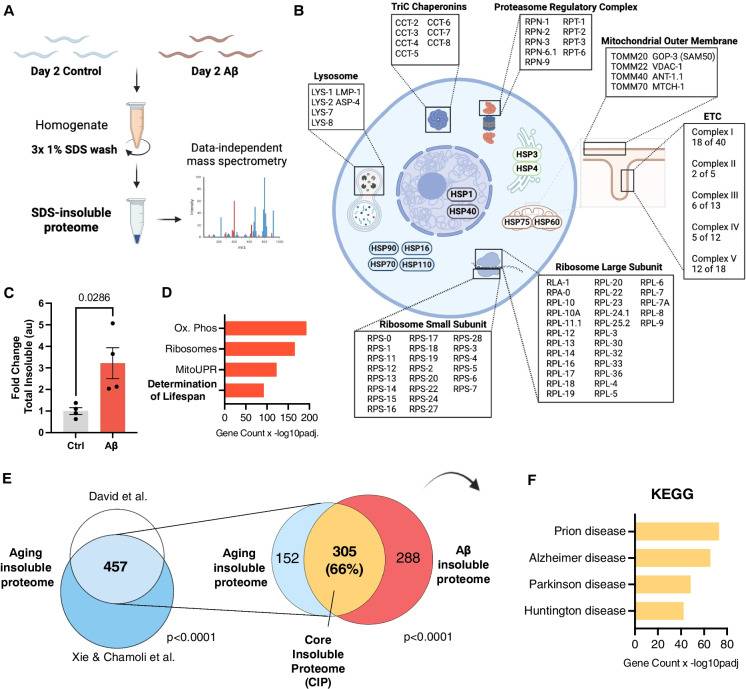 A
Day 2 Control
Day 2 Aβ
Homogenate
3x 1% SDS wash
SDS-insoluble
proteome
Data-independent
mass spectrometry
Intensity
m/z
B
TriC Chaperonins
CCT-2 CCT-6
CCT-3 CCT-7
CCT-4 CCT-8
CCT-5
Proteasome Regulatory Complex
RPN-1 RPT-1
RPN-2 RPT-2
RPN-3 RPT-3
RPN-6.1 RPT-6
RPN-9
Mitochondrial Outer Membrane
TOMM20 GOP-3 (SAM50)
TOMM22 VDAC-1
TOMM40 ANT-1.1
TOMM70 MTCH-1
Lysosome
LYS-1 LMP-1
LYS-2 ASP-4
LYS-7
LYS-8
ETC
Complex I
18 of 40
Complex II
2 of 5
Complex III
6 of 13
Complex IV
5 of 12
Complex V
12 of 18
HSP3
HSP4
HSP1
HSP40
HSP75 HSP60
HSP90 HSP16
HSP70 HSP110
Ribosome Large Subunit
RLA-1 RPL-20 RPL-6
RPA-0 RPL-22 RPL-7
RPL-10 RPL-23 RPL-7A
RPL-10A RPL-24.1 RPL-8
RPL-11.1 RPL-25.2 RPL-9
RPL-12 RPL-3
RPL-13 RPL-30
RPL-14 RPL-32
RPL-16 RPL-33
RPL-17 RPL-36
RPL-18 RPL-4
RPL-19 RPL-5
Ribosome Small Subunit
RPS-0 RPS-17 RPS-28
RPS-1 RPS-18 RPS-3
RPS-11 RPS-19 RPS-4
RPS-12 RPS-2 RPS-5
RPS-13 RPS-20 RPS-6
RPS-14 RPS-22 RPS-7
RPS-15 RPS-24
RPS-16 RPS-27
C
0.0286
Fold Change
Total Insoluble (au)
6
5
4
3
2
1
0
Ctrl Aβ
D
Ox. Phos
Ribosomes
MitoUPR
Determination
of Lifespan
0 50 100 150 200
Gene Count x -log10padj.
E
David et al.
Aging
insoluble
proteome
457
Xie & Chamoli et al.
p<0.0001
Aging
insoluble
proteome
152
305
(66%)
288
Aβ
insoluble
proteome
Core
Insoluble
Proteome
(CIP)
p<0.0001
F
KEGG
Prion disease
Alzheimer disease
Parkinson disease
Huntington disease
0 20 40 60 80
Gene Count x -log10padj